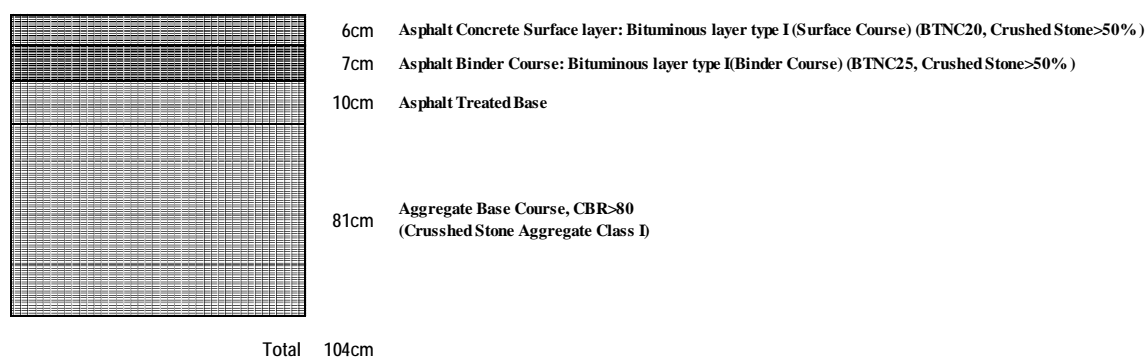 6cm Asphalt Concrete Surface layer: Bituminous layer type I (Surface Course) (BTNC20, Crushed Stone>50%)
7cm Asphalt Binder Course: Bituminous layer type I(Binder Course) (BTNC25, Crushed Stone>50%)
10cm Asphalt Treated Base
81cm Aggregate Base Course, CBR>80
(Crusshed Stone Aggregate Class I)
Total 104cm